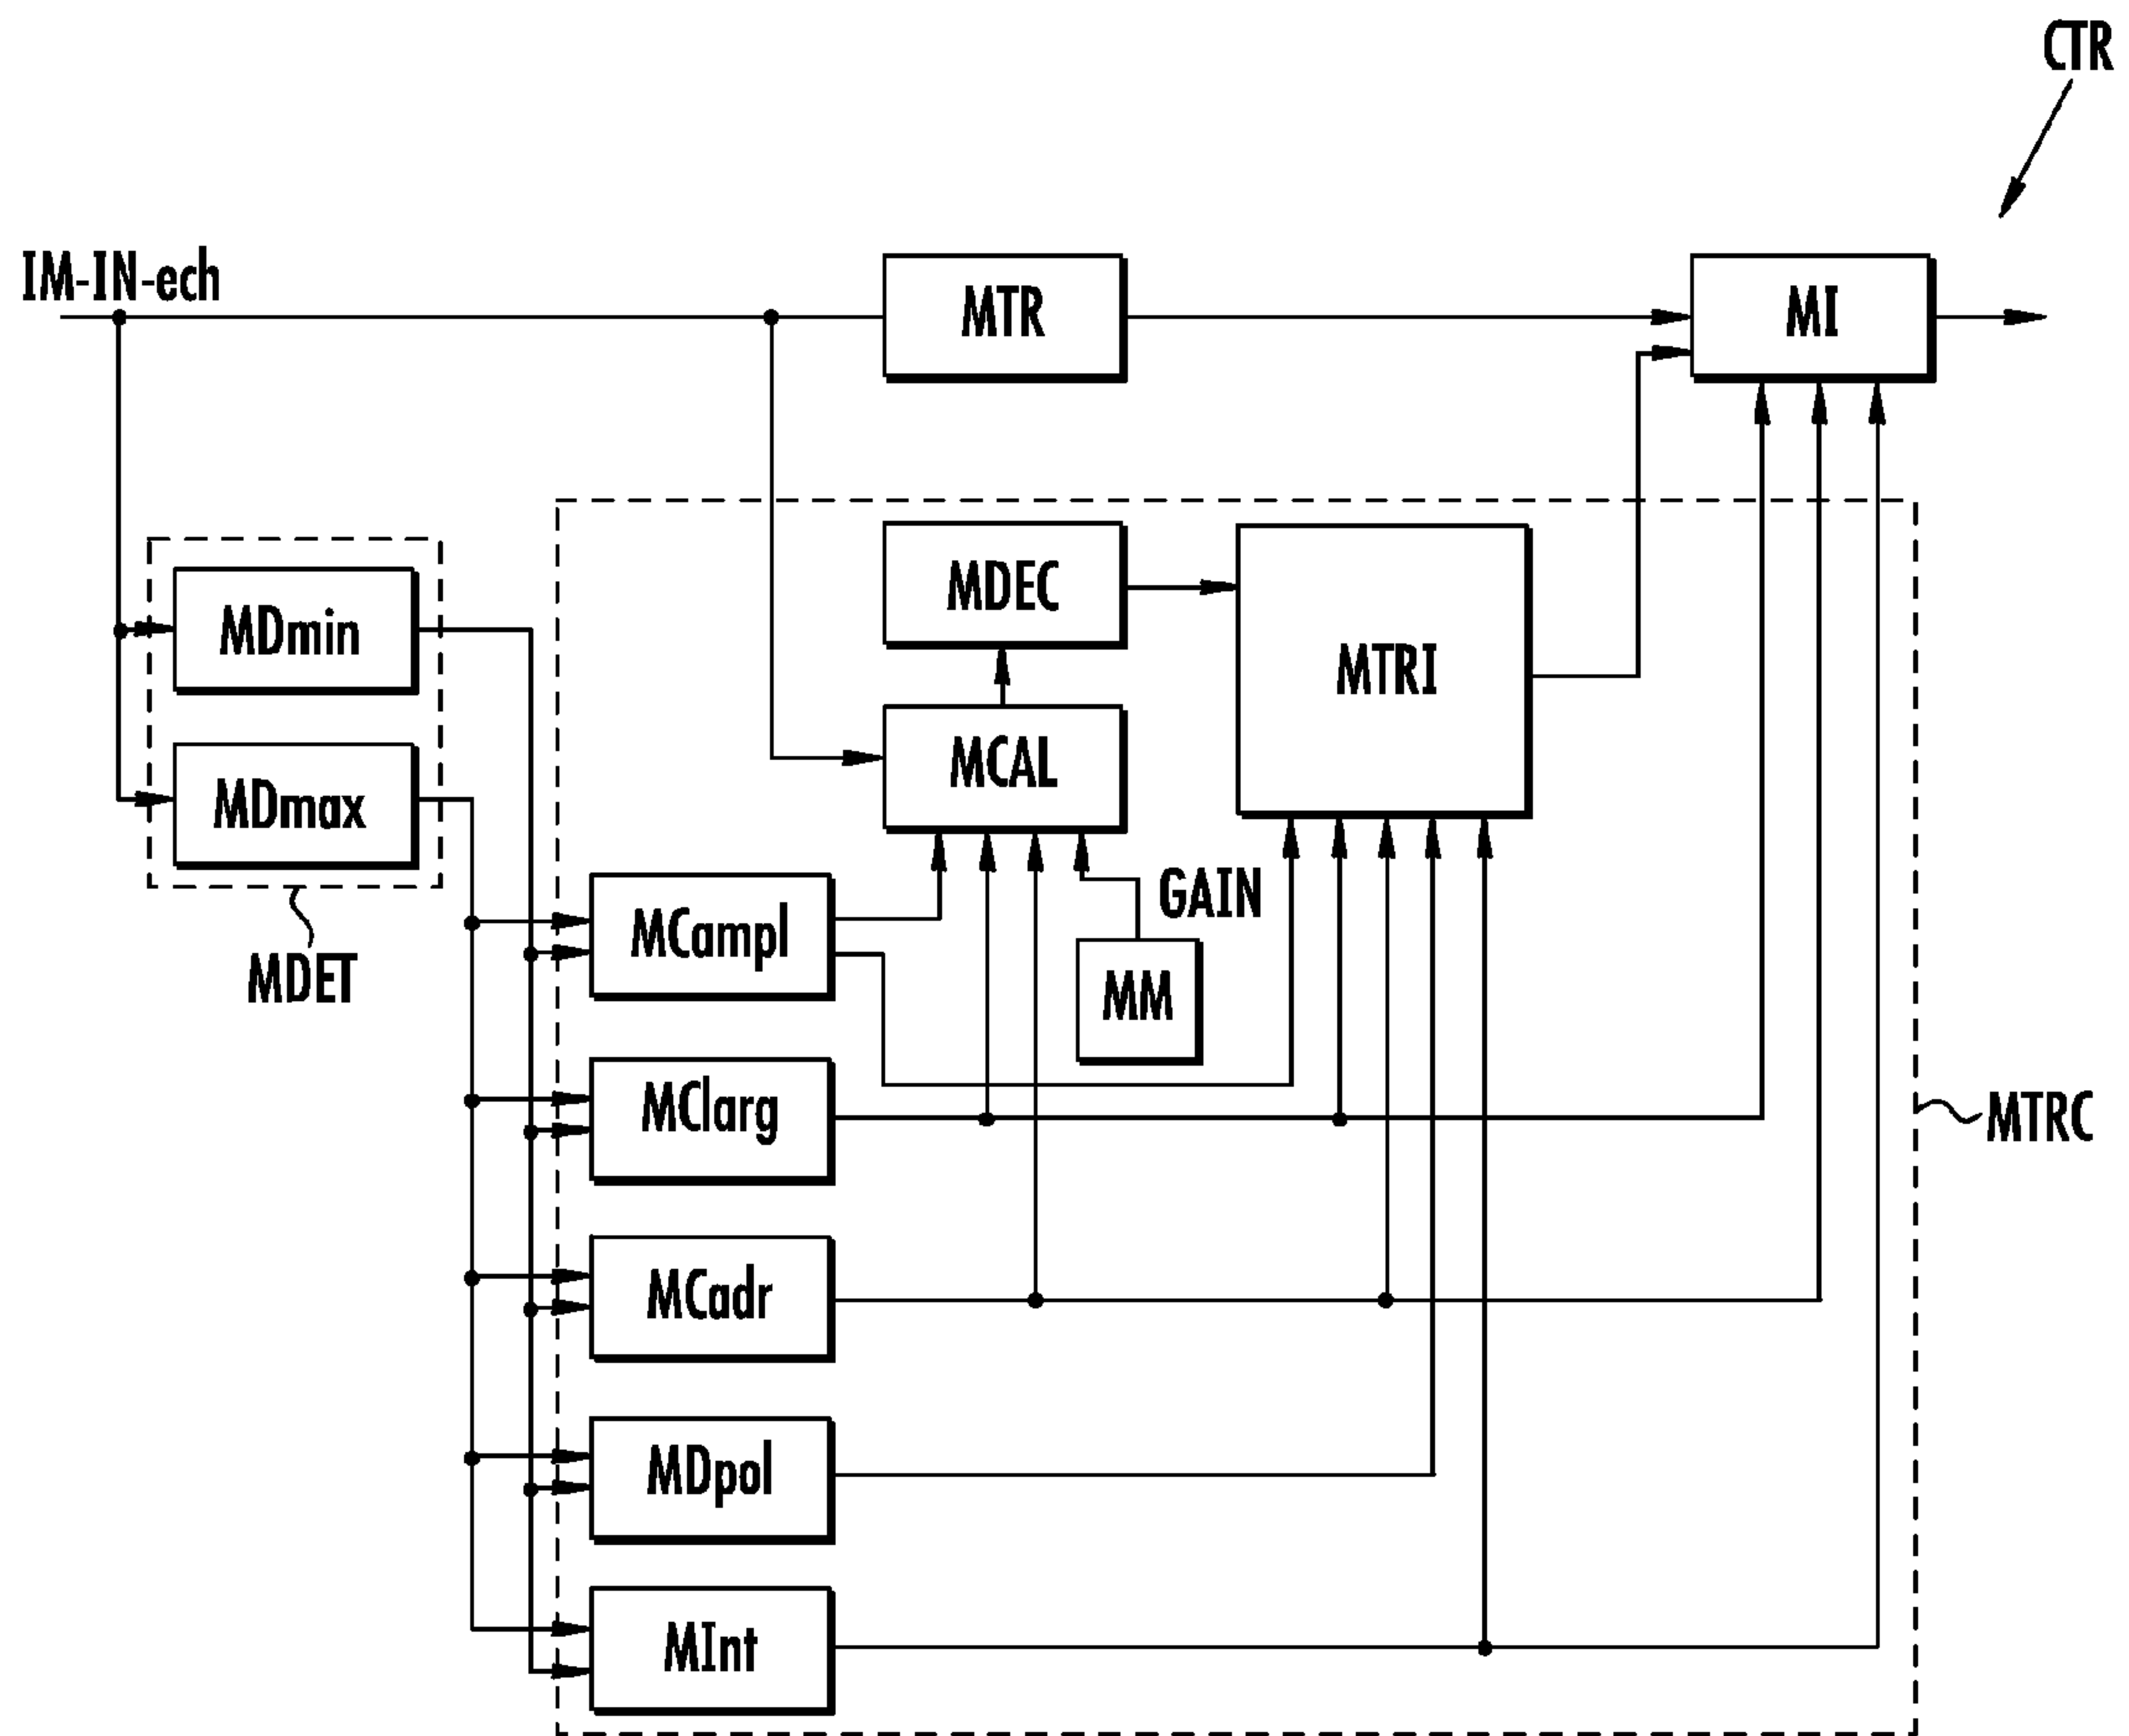 CTR
IM-IN-ech
MTR
MI
MDEC
MTRI
MDmin
MCAL
MDmax
GAIN
MCampl
MDET
MM
MClarg
MTRC
MCadr
MDpol
MInt